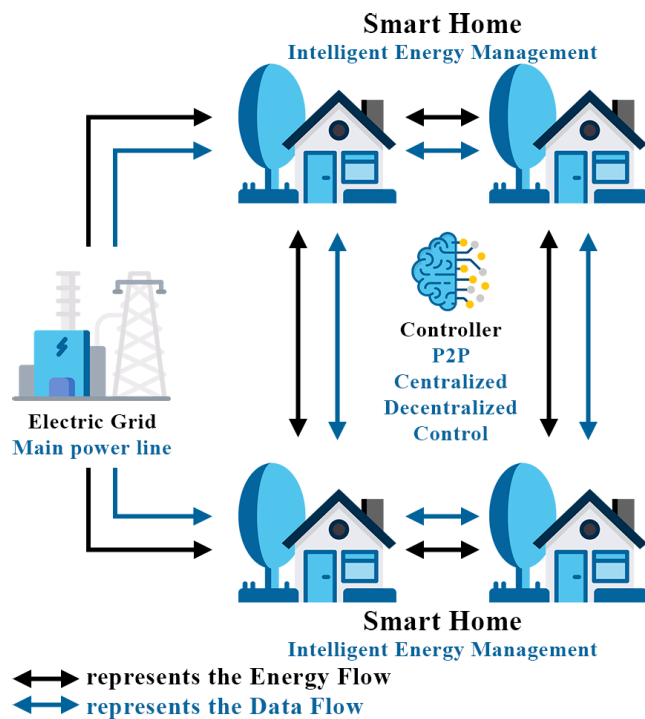 Smart Home
Intelligent Energy Management
Controller
P2P
Centralized
Decentralized
Control
Electric Grid
Main power line
Smart Home
Intelligent Energy Management
represents the Energy Flow
represents the Data Flow